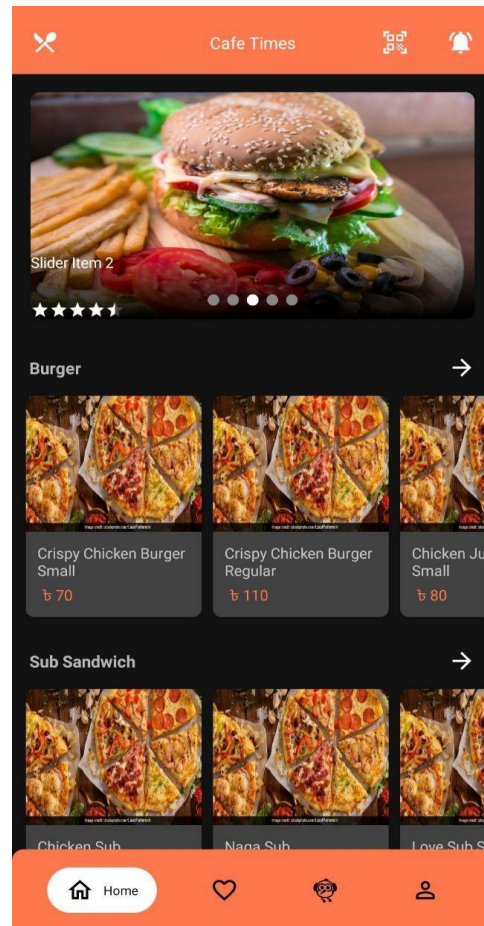 Cafe Times
Slider Item 2
Burger
Crispy Chicken Burger
Small
৳ 70
Crispy Chicken Burger
Regular
৳ 110
Chicken Ju
Small
৳ 80
Sub Sandwich
Chicken Sub
Naga Sub
Love Sub S
Home